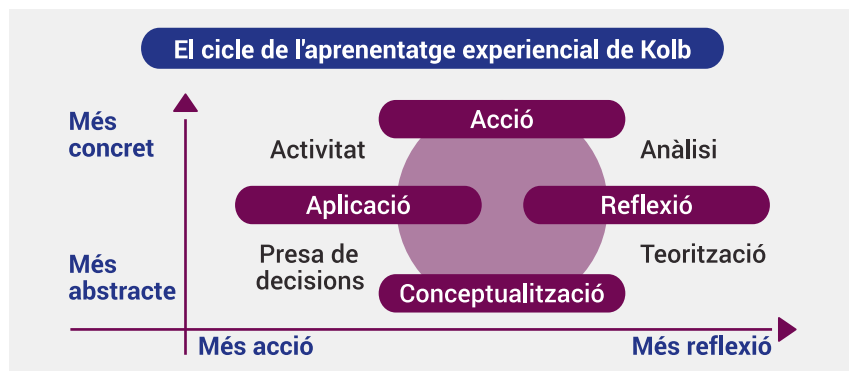 El cicle de l'aprenentatge experiencial de Kolb
Més
concret
Acció
Activitat
Anàlisi
Aplicació
Reflexió
Més
abstracte
Presa de
decisions
Teorització
Conceptualització
Més acció
Més reflexió